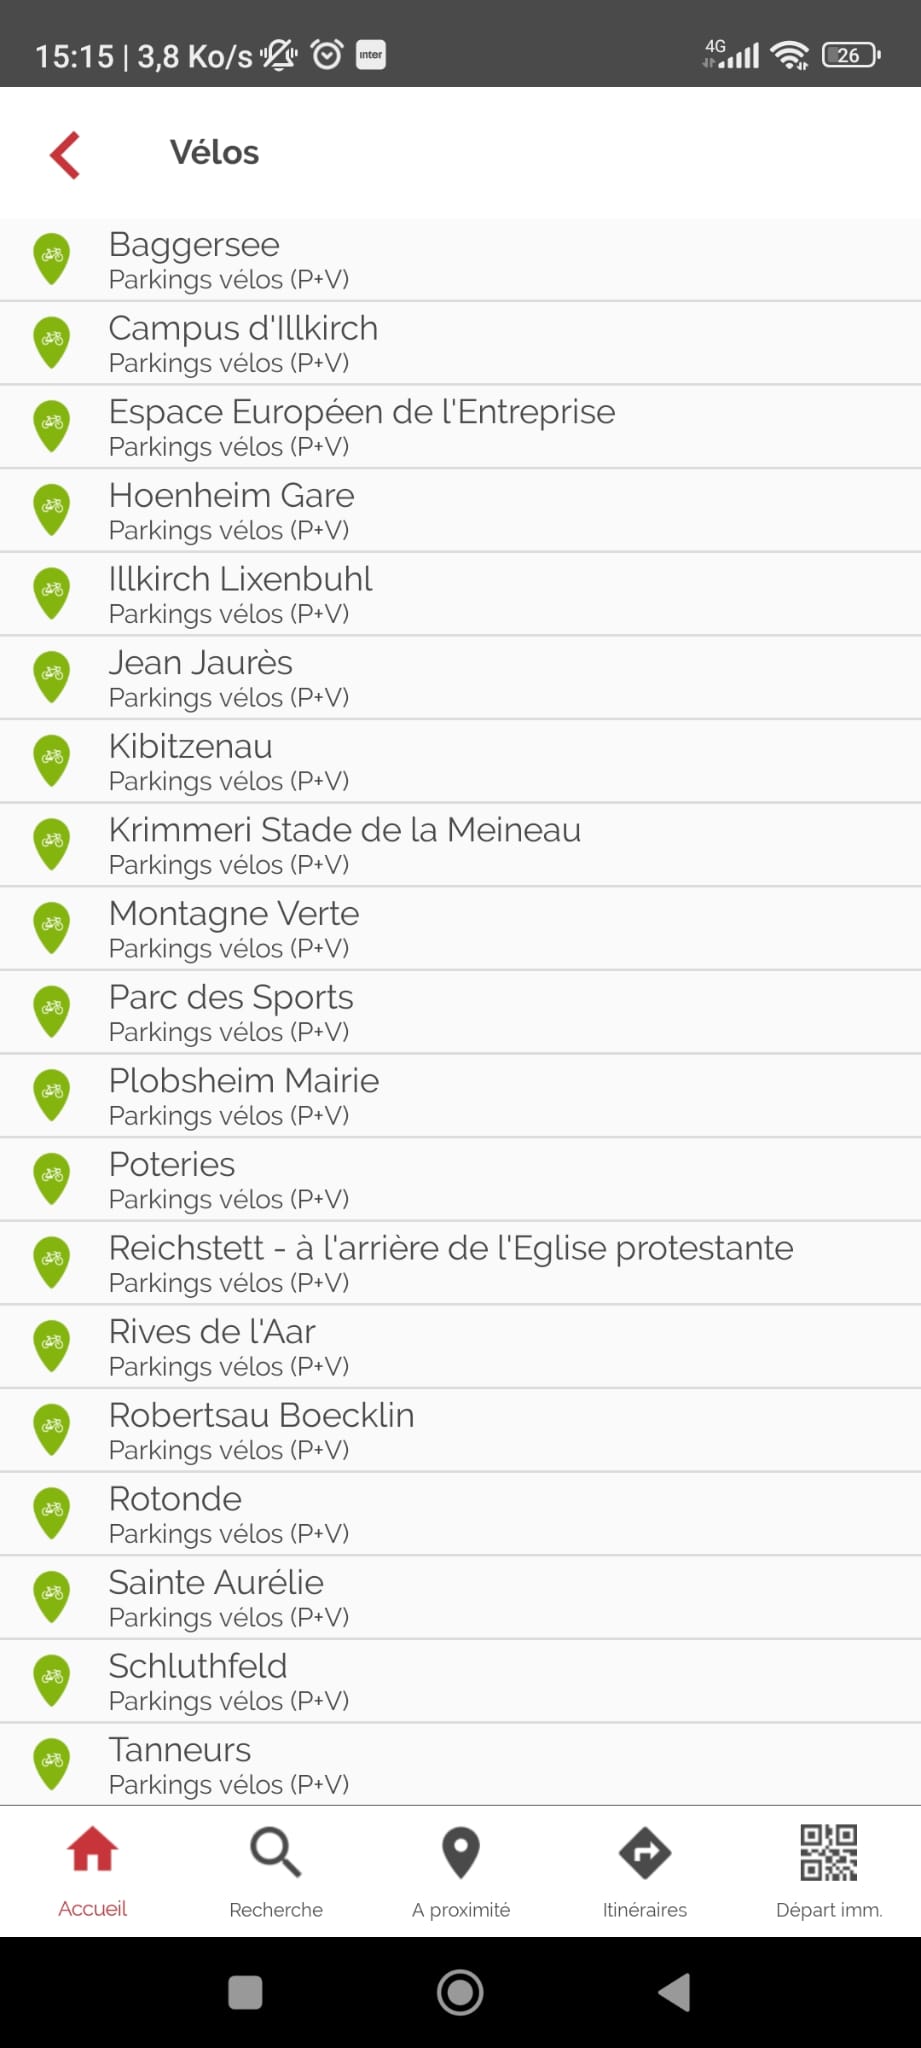 15:15 | 3,8 Ko/s inter 4G 26
Vélos
Baggersee
Parkings vélos (P+V)
Campus d'Illkirch
Parkings vélos (P+V)
Espace Européen de l'Entreprise
Parkings vélos (P+V)
Hoenheim Gare
Parkings vélos (P+V)
Illkirch Lixenbuhl
Parkings vélos (P+V)
Jean Jaurès
Parkings vélos (P+V)
Kibitzenau
Parkings vélos (P+V)
Krimmeri Stade de la Meineau
Parkings vélos (P+V)
Montagne Verte
Parkings vélos (P+V)
Parc des Sports
Parkings vélos (P+V)
Plobsheim Mairie
Parkings vélos (P+V)
Poteries
Parkings vélos (P+V)
Reichstett - à l'arrière de l'Eglise protestante
Parkings vélos (P+V)
Rives de l'Aar
Parkings vélos (P+V)
Robertsau Boecklin
Parkings vélos (P+V)
Rotonde
Parkings vélos (P+V)
Sainte Aurélie
Parkings vélos (P+V)
Schluthfeld
Parkings vélos (P+V)
Tanneurs
Parkings vélos (P+V)
Accueil Recherche A proximité Itinéraires Départ imm.